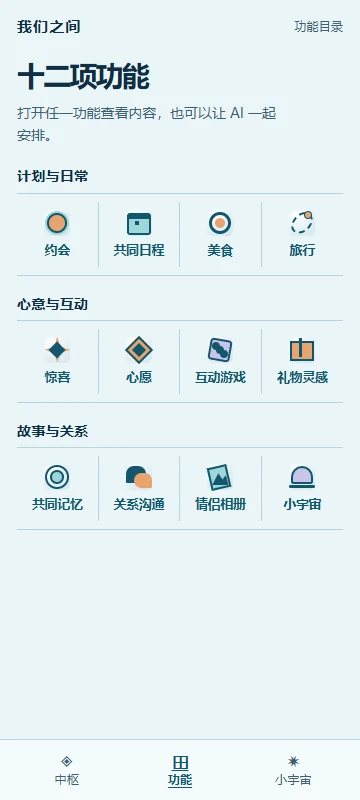 我们之间
功能目录
十二项功能
打开任一功能查看内容，也可以让 AI 一起
安排。
计划与日常
约会
共同日程
美食
旅行
心意与互动
惊喜
心愿
互动游戏
礼物灵感
故事与关系
共同记忆
关系沟通
情侣相册
小宇宙
中枢
功能
小宇宙